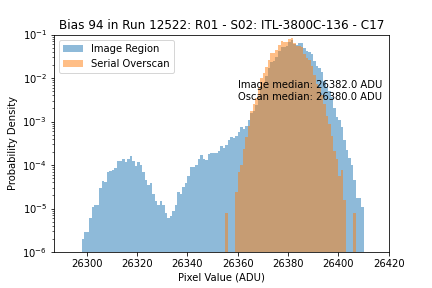 Bias 94 in Run 12522: R01 - S02: ITL-3800C-136 - C17
Image Region
Serial Overscan
Image median: 26382.0 ADU
Oscan median: 26380.0 ADU
Probability Density
10⁻¹
10⁻²
10⁻³
10⁻⁴
10⁻⁵
10⁻⁶
26300 26320 26340 26360 26380 26400 26420
Pixel Value (ADU)